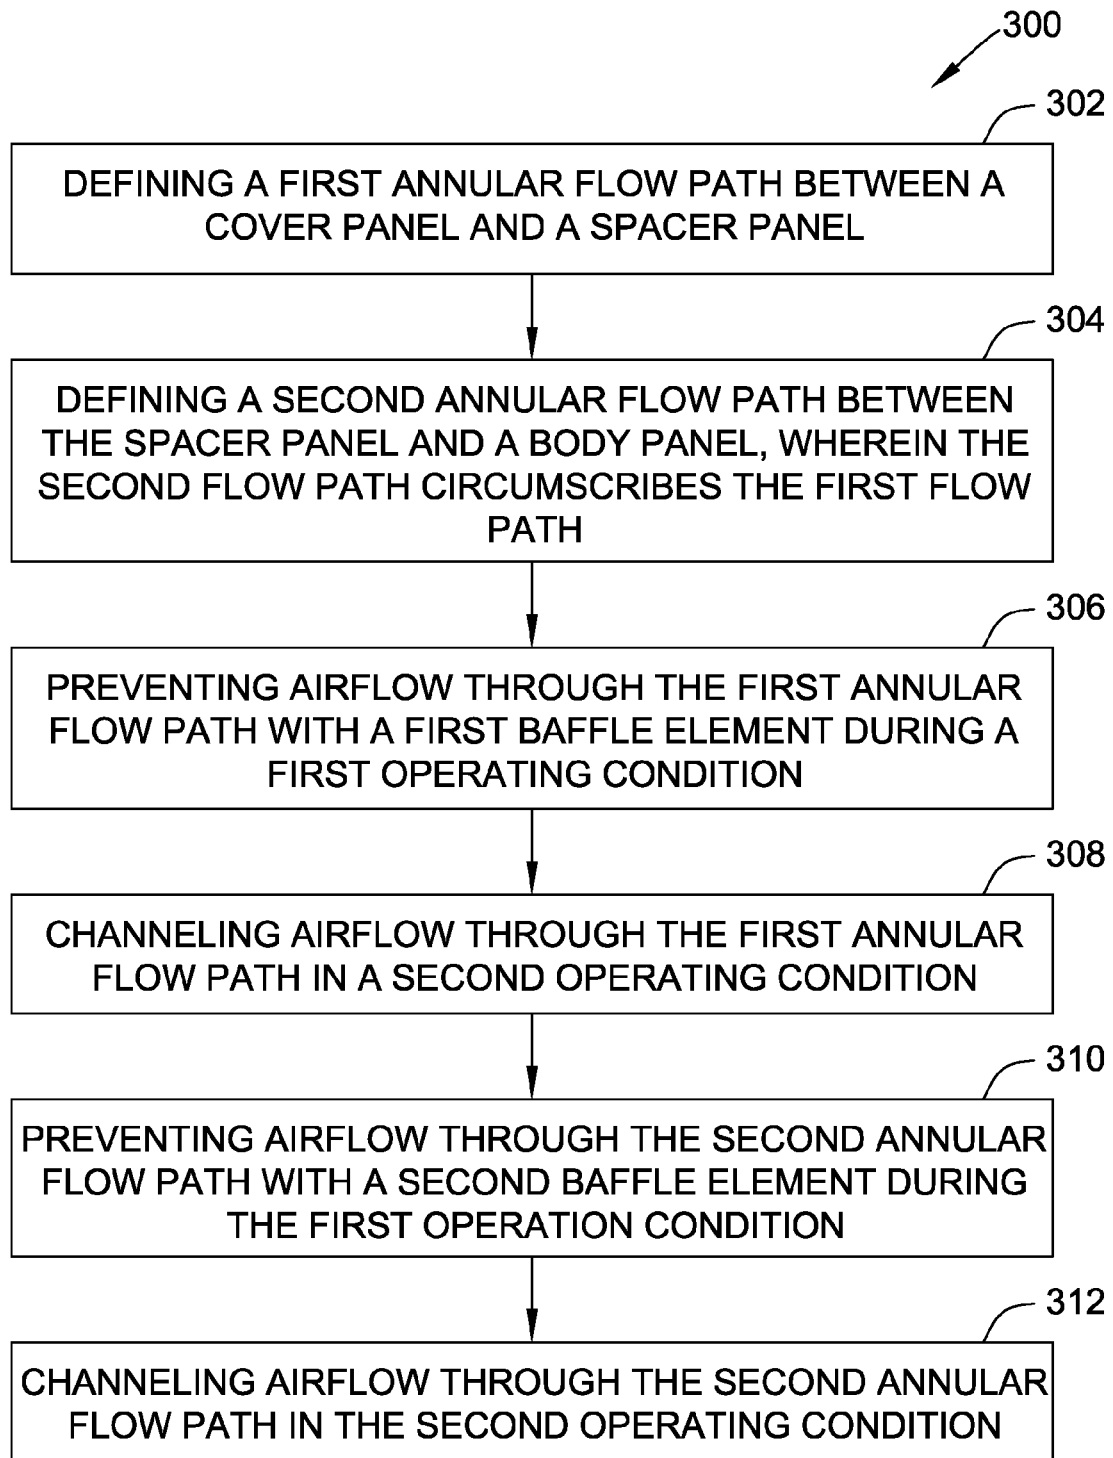 300
302
DEFINING A FIRST ANNULAR FLOW PATH BETWEEN A
COVER PANEL AND A SPACER PANEL
304
DEFINING A SECOND ANNULAR FLOW PATH BETWEEN
THE SPACER PANEL AND A BODY PANEL, WHEREIN THE
SECOND FLOW PATH CIRCUMSCRIBES THE FIRST FLOW
PATH
306
PREVENTING AIRFLOW THROUGH THE FIRST ANNULAR
FLOW PATH WITH A FIRST BAFFLE ELEMENT DURING A
FIRST OPERATING CONDITION
308
CHANNELING AIRFLOW THROUGH THE FIRST ANNULAR
FLOW PATH IN A SECOND OPERATING CONDITION
310
PREVENTING AIRFLOW THROUGH THE SECOND ANNULAR
FLOW PATH WITH A SECOND BAFFLE ELEMENT DURING
THE FIRST OPERATION CONDITION
312
CHANNELING AIRFLOW THROUGH THE SECOND ANNULAR
FLOW PATH IN THE SECOND OPERATING CONDITION